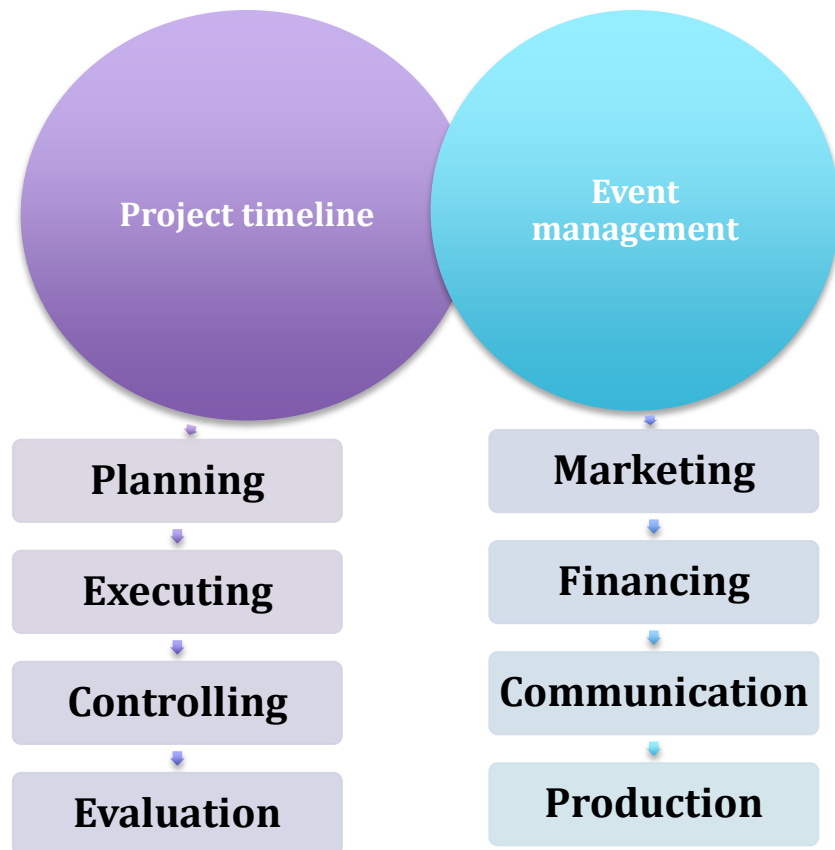 Project timeline
Event
management
Planning
Executing
Controlling
Evaluation
Marketing
Financing
Communication
Production